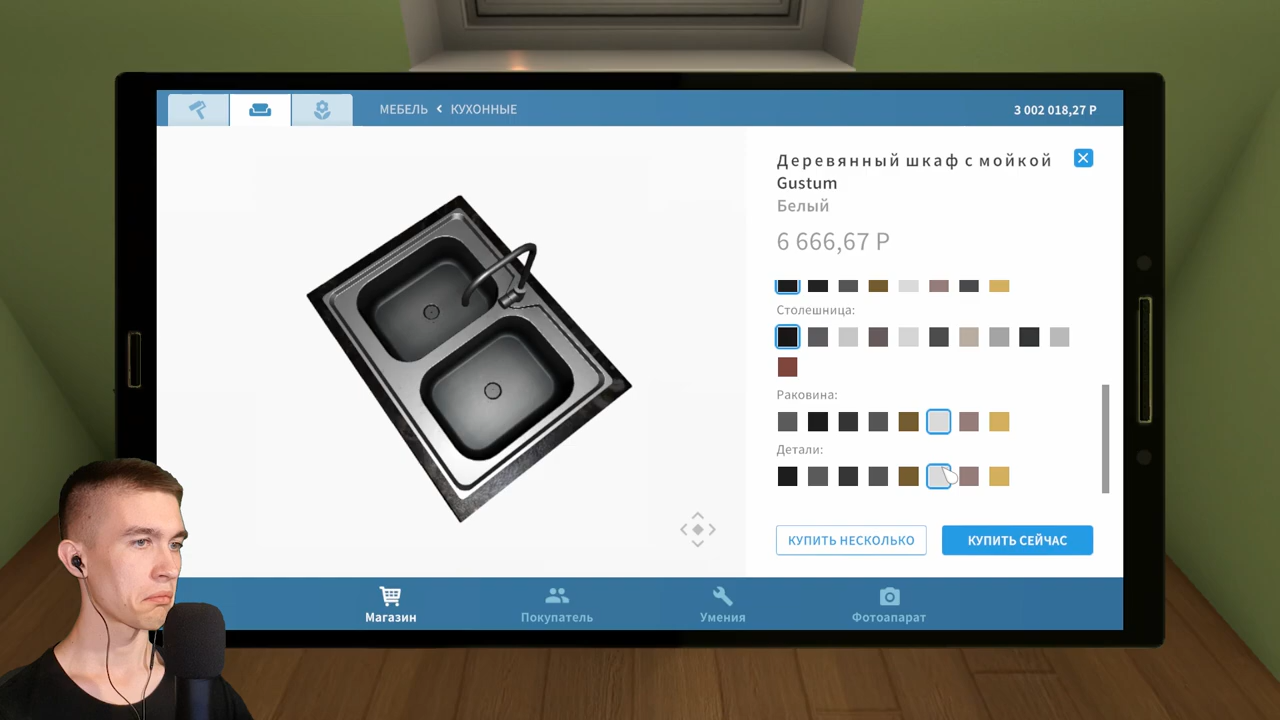 МЕБЕЛЬ < КУХОННЫЕ
3 002 018,27 Р
Деревянный шкаф с мойкой
Gustum
Белый
6 666,67 Р
Столешница:
Раковина:
Детали:
КУПИТЬ НЕСКОЛЬКО
КУПИТЬ СЕЙЧАС
Магазин
Покупатель
Умения
Фотоаппарат